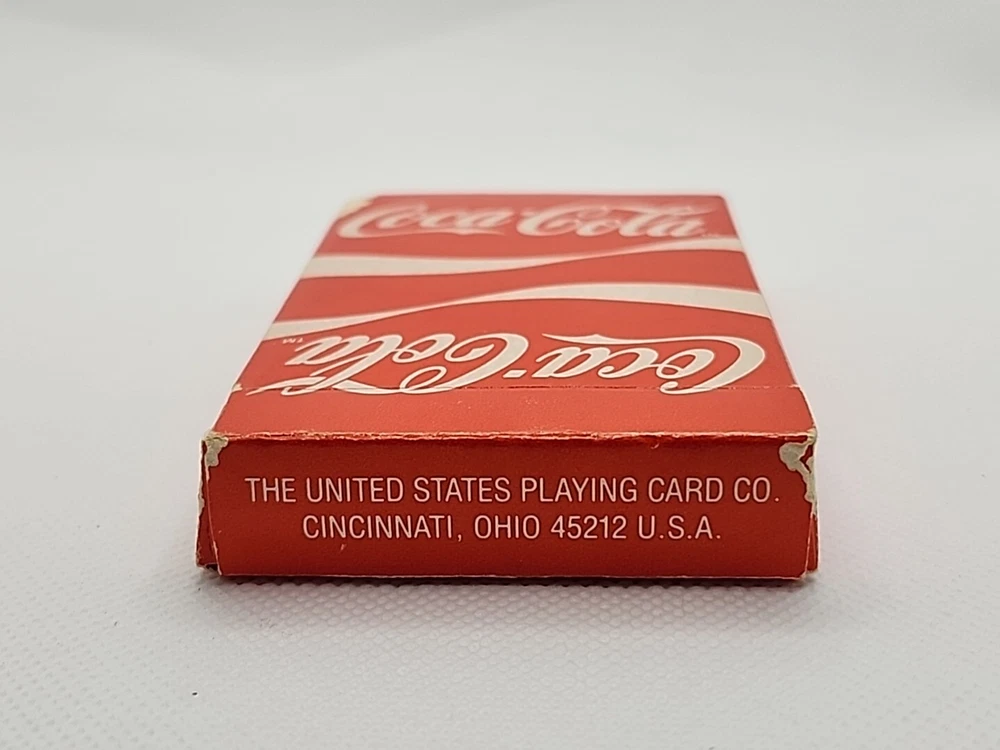 Coca-Cola
Coca-Cola
TM
THE UNITED STATES PLAYING CARD CO.
CINCINNATI, OHIO 45212 U.S.A.